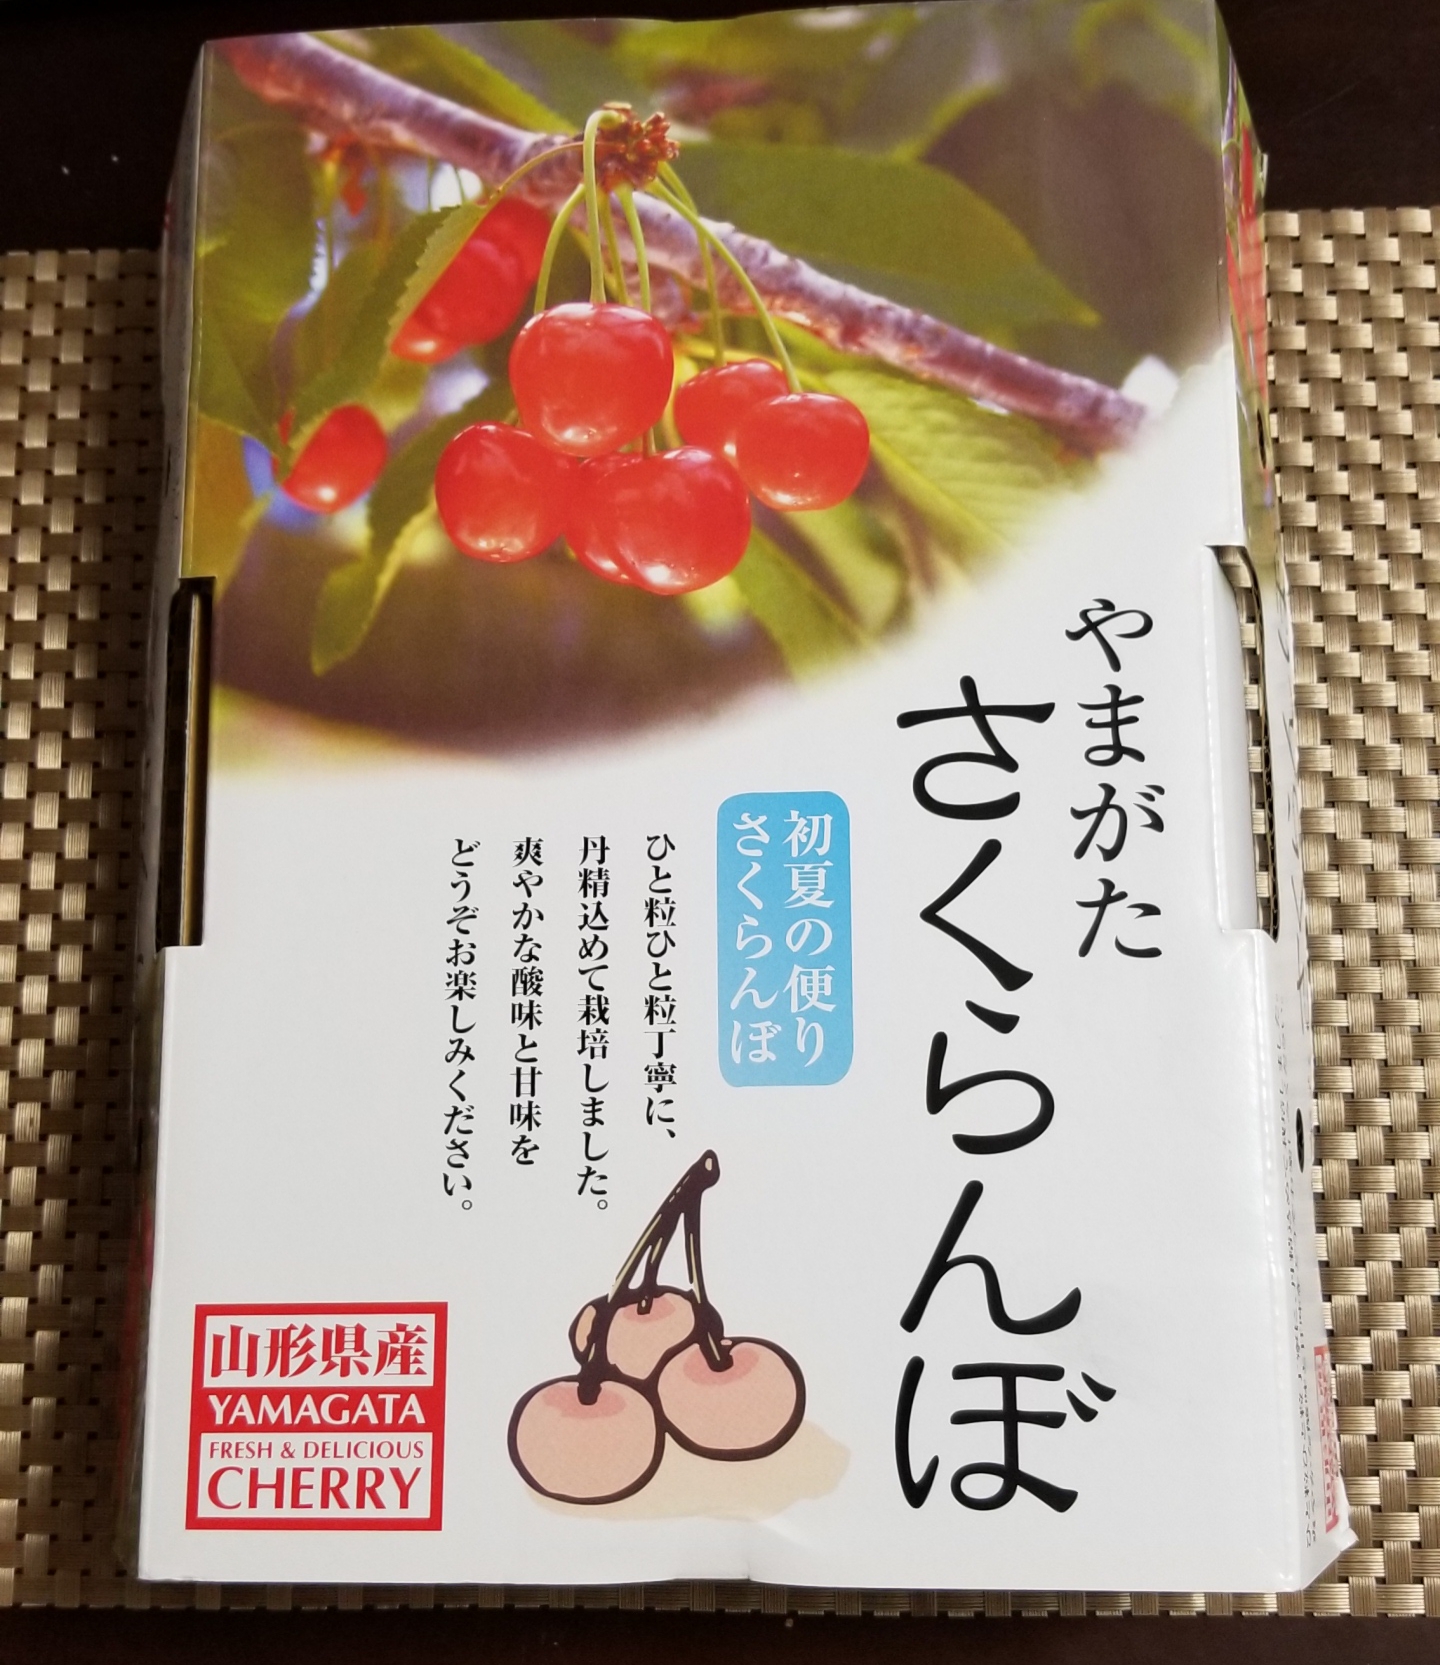 やまがた
さくらんぼ
初夏の便り
さくらんぼ
ひと粒ひと粒丁寧に、
丹精込めて栽培しました。
爽やかな酸味と甘味を
どうぞお楽しみください。
山形県産
YAMAGATA
FRESH & DELICIOUS
CHERRY